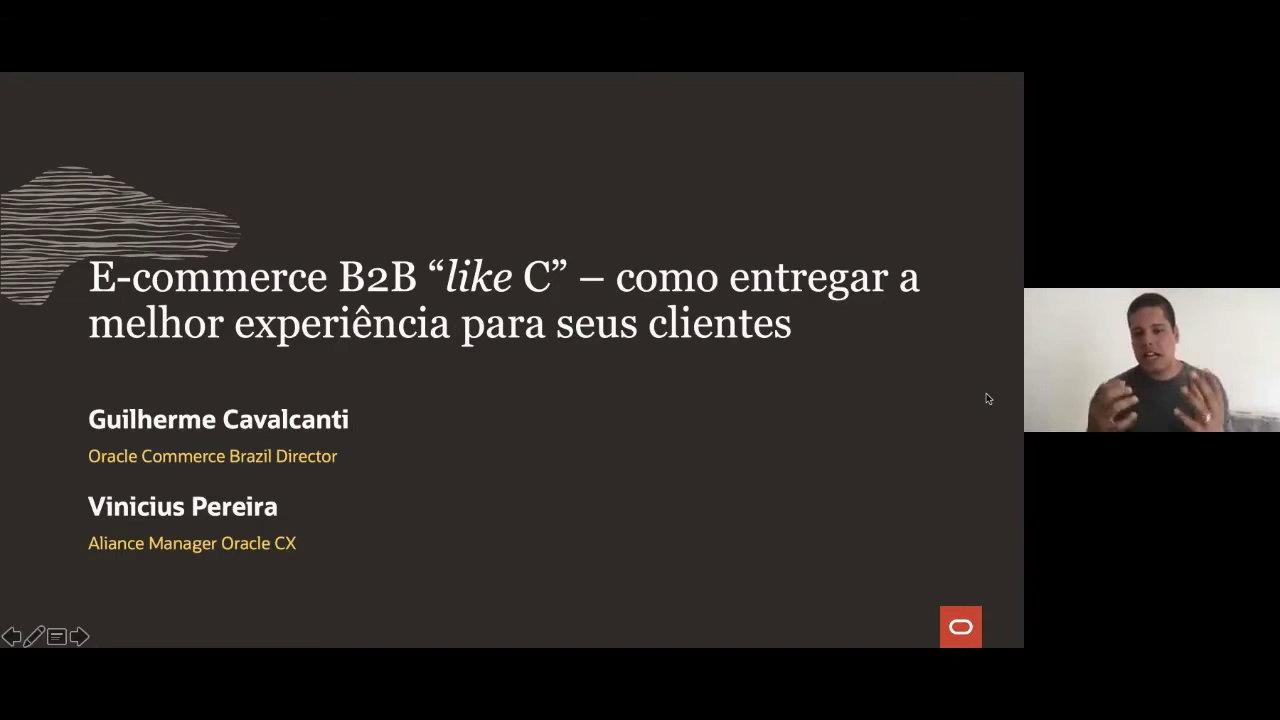 E-commerce B2B “like C” – como entregar a
melhor experiência para seus clientes
Guilherme Cavalcanti
Oracle Commerce Brazil Director
Vinicius Pereira
Aliance Manager Oracle CX